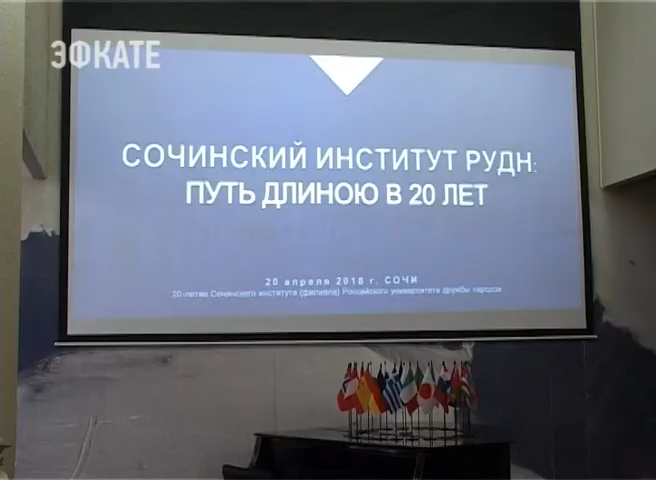 ЭФКАТЕ
СОЧИНСКИЙ ИНСТИТУТ РУДН:
ПУТЬ ДЛИНОЮ В 20 ЛЕТ
20 апреля 2018 г. СОЧИ
20-летие Сочинского института (филиала) Российского университета дружбы народов